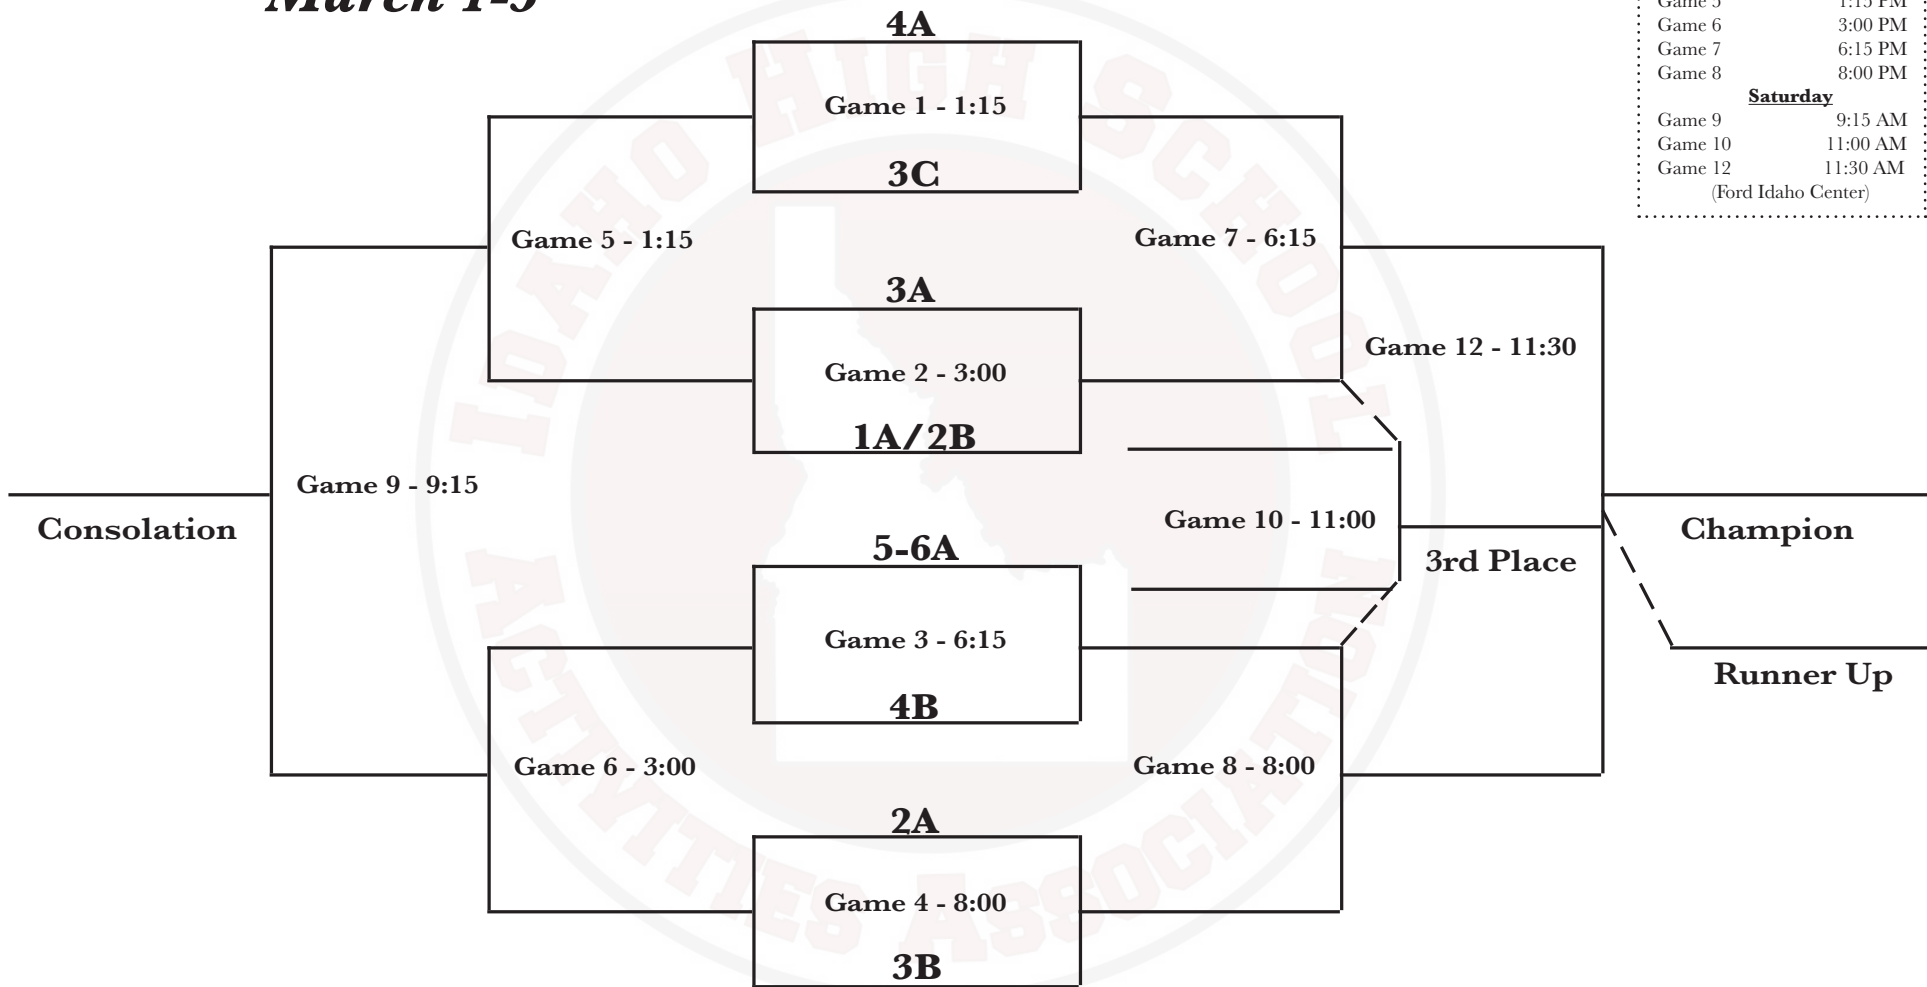 March 1-3
Game 5 1:15 PM
Game 6 3:00 PM
Game 7 6:15 PM
Game 8 8:00 PM
Saturday
Game 9 9:15 AM
Game 10 11:00 AM
Game 12 11:30 AM
(Ford Idaho Center)
4A
Game 1 - 1:15
3C
Game 5 - 1:15
Game 7 - 6:15
3A
Game 12 - 11:30
Game 2 - 3:00
1A/2B
Game 9 - 9:15
Game 10 - 11:00
Consolation
Champion
5-6A
3rd Place
Game 3 - 6:15
Runner Up
4B
Game 6 - 3:00
Game 8 - 8:00
2A
Game 4 - 8:00
3B
IDAHO HIGH SCHOOL
ACTIVITIES ASSOCIATION